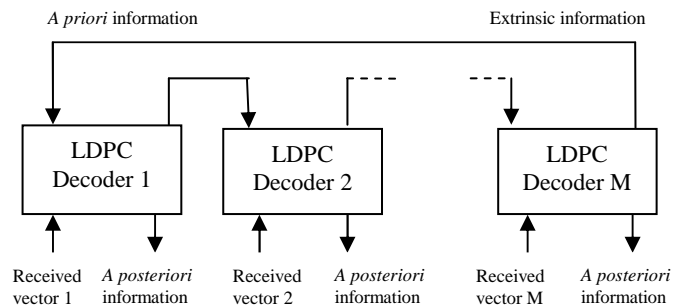 A priori information
Extrinsic information
LDPC
Decoder 1
LDPC
Decoder 2
LDPC
Decoder M
Received
vector 1
A posteriori
information
Received
vector 2
A posteriori
information
Received
vector M
A posteriori
information